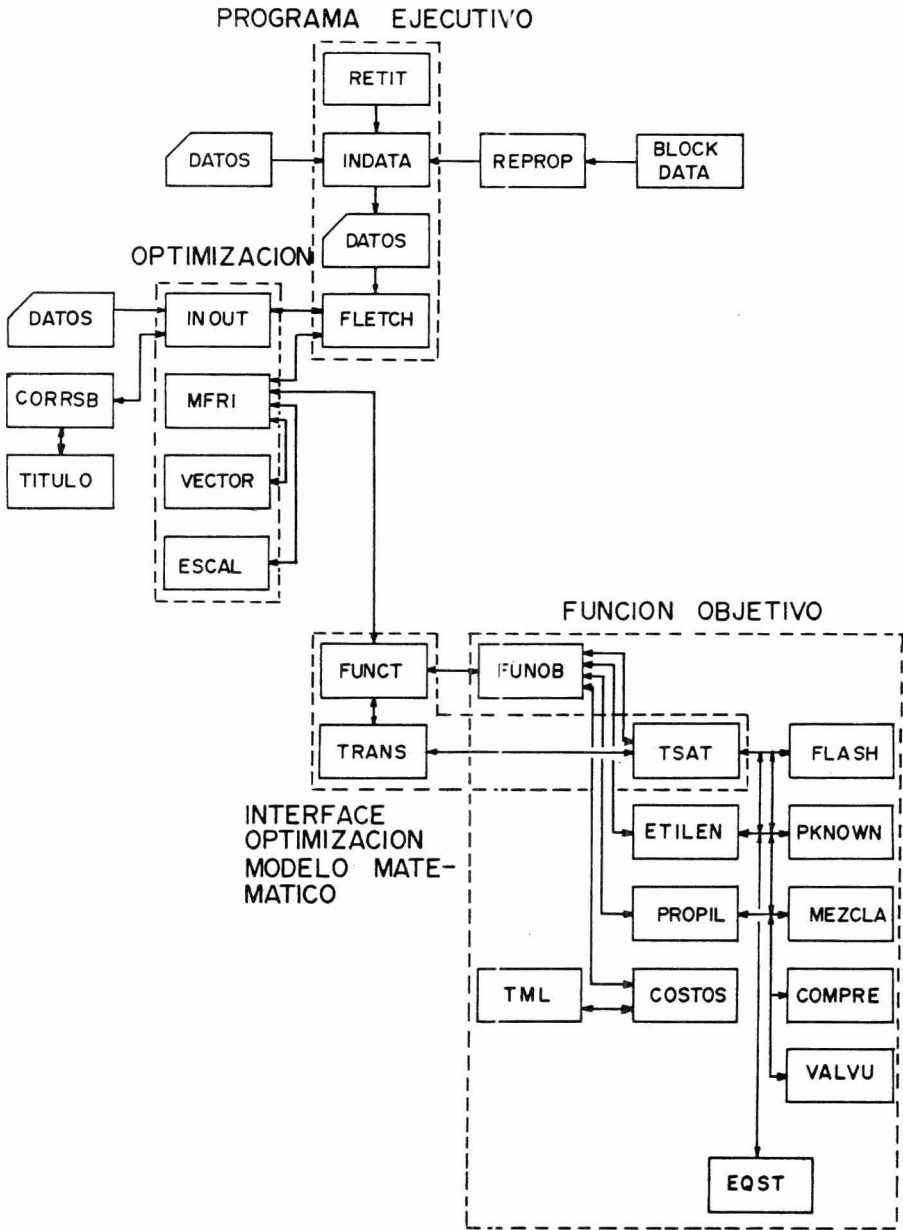 PROGRAMA EJECUTIVO
RETIT
DATOS
INDATA
REPROP
BLOCK
DATA
DATOS
OPTIMIZACION
DATOS
INOUT
FLETCH
CORRSB
MFRI
TITULO
VECTOR
ESCAL
FUNCION OBJETIVO
FUNCT
FUNOB
TRANS
TSAT
FLASH
INTERFACE
OPTIMIZACION
MODELO MATE-
MATICO
ETILEN
PKNOWN
PROPIL
MEZCLA
TML
COSTOS
COMPRE
VALVU
EQST